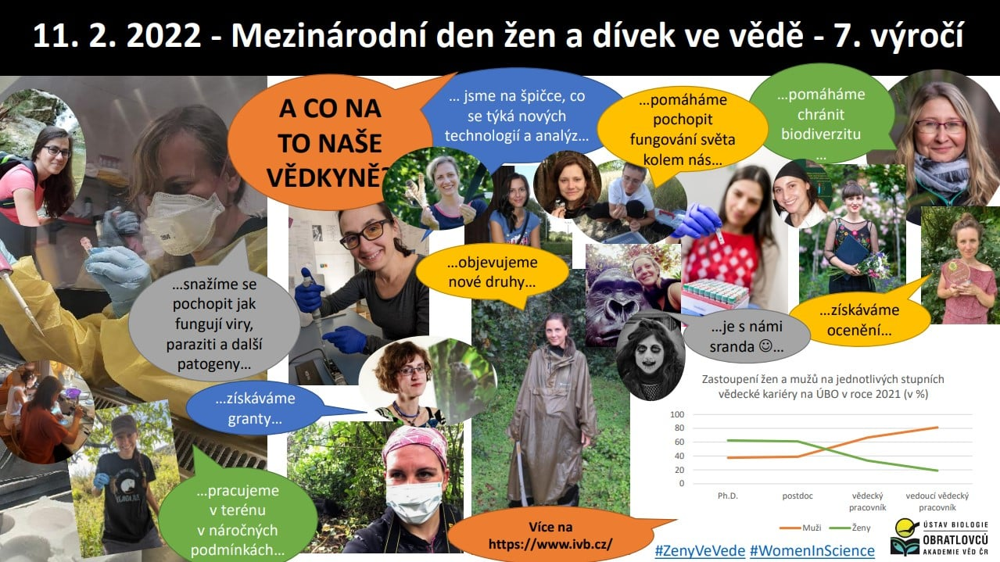 11. 2. 2022 - Mezinárodní den žen a dívek ve vědě - 7. výročí
A CO NA
TO NAŠE
VĚDKYNĚ?
… jsme na špičce, co
se týká nových
technologií a analýz…
…pomáháme
pochopit
fungování světa
kolem nás…
…pomáháme
chránit
biodiverzitu
…
…objevujeme
nové druhy…
…snažíme se
pochopit jak
fungují viry,
paraziti a další
patogeny…
…je s námi
sranda ☺…
…získáváme
ocenění…
…získáváme
granty…
…pracujeme
v terénu
v náročných
podmínkách…
Zastoupení žen a mužů na jednotlivých stupních
vědecké kariéry na ÚBO v roce 2021 (v %)
100
80
60
40
20
0
Ph.D.
postdoc
vědecký
pracovník
vedoucí vědecký
pracovník
Muži
Ženy
Více na
https://www.ivb.cz/
#ZenyVeVede #WomenInScience
ÚSTAV BIOLOGIE
OBRATLOVCŮ
AKADEMIE VĚD ČR
3M